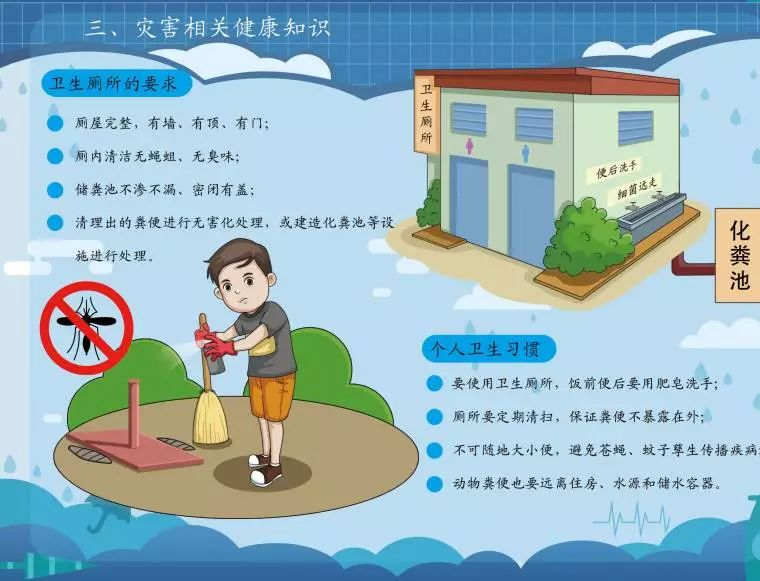 三、灾害相关健康知识
卫生厕所的要求
厕屋完整，有墙、有顶、有门；
厕内清洁无蝇蛆、无臭味；
储粪池不渗不漏、密闭有盖；
清理出的粪便进行无害化处理，或建造化粪池等设
施进行处理。
卫生厕所
便后洗手
细菌远走
化粪池
个人卫生习惯
要使用卫生厕所，饭前便后要用肥皂洗手；
厕所要定期清扫，保证粪便不暴露在外；
不可随地大小便，避免苍蝇、蚊子孳生传播疾病；
动物粪便也要远离住房、水源和储水容器。